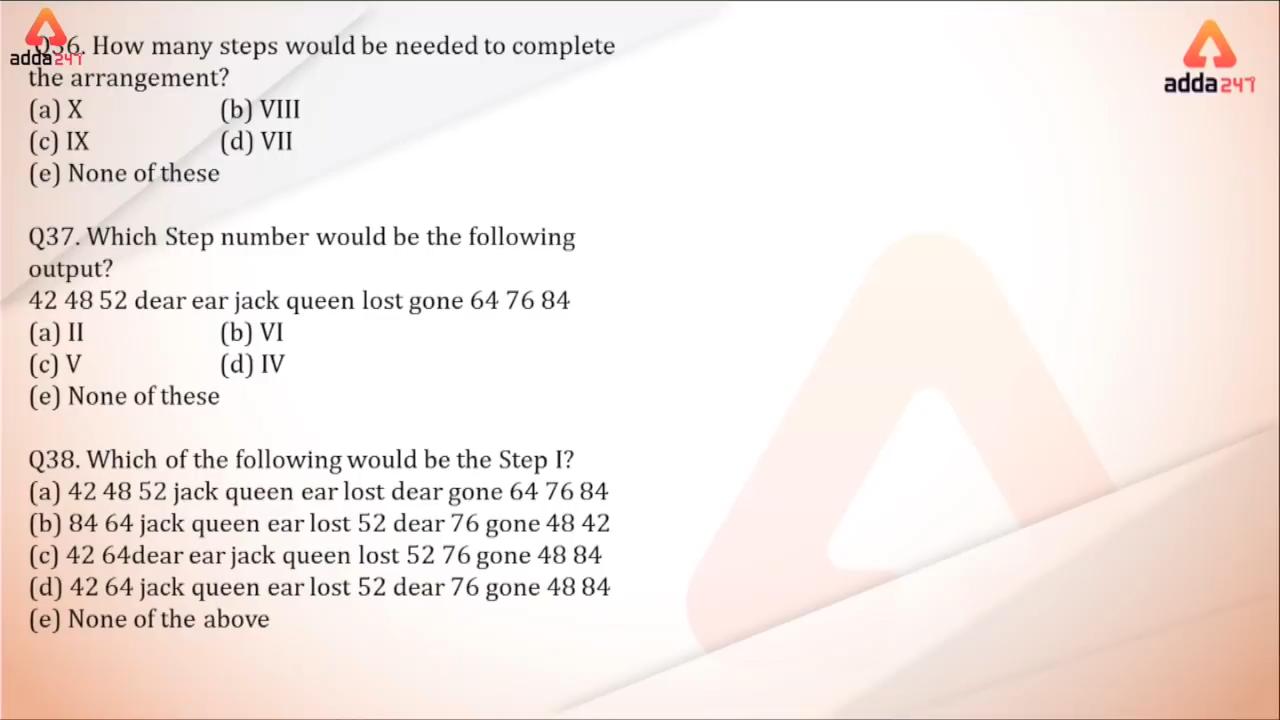 Q36. How many steps would be needed to complete
the arrangement?
(a) X (b) VIII
(c) IX (d) VII
(e) None of these
Q37. Which Step number would be the following
output?
42 48 52 dear ear jack queen lost gone 64 76 84
(a) II (b) VI
(c) V (d) IV
(e) None of these
Q38. Which of the following would be the Step I?
(a) 42 48 52 jack queen ear lost dear gone 64 76 84
(b) 84 64 jack queen ear lost 52 dear 76 gone 48 42
(c) 42 64dear ear jack queen lost 52 76 gone 48 84
(d) 42 64 jack queen ear lost 52 dear 76 gone 48 84
(e) None of the above
adda247
adda247